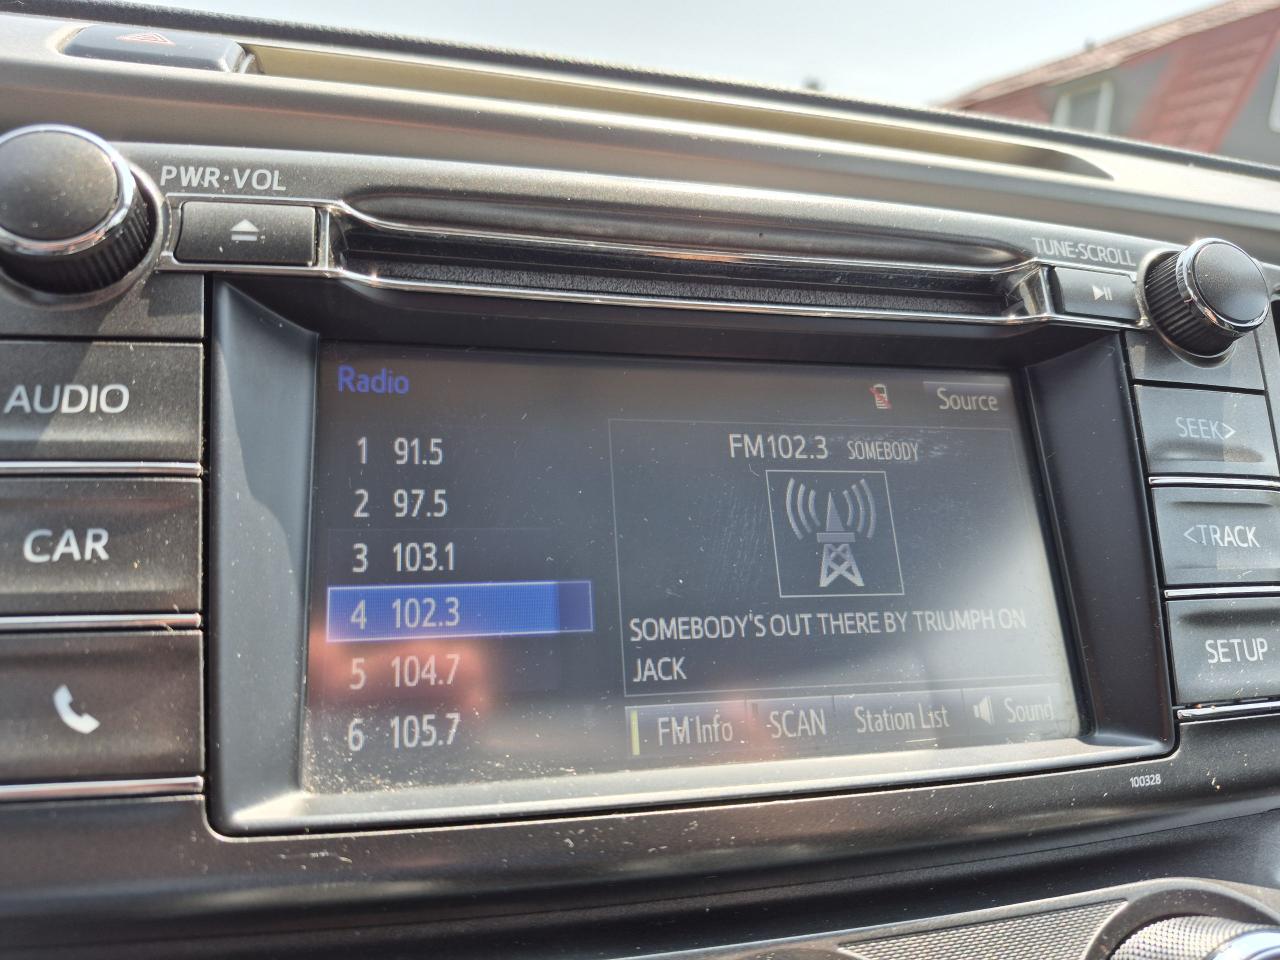 PWR·VOL
TUNE·SCROLL
AUDIO
CAR
SEEK>
<TRACK
SETUP
Radio
Source
1 91.5
2 97.5
3 103.1
4 102.3
5 104.7
6 105.7
FM102.3 SOMEBODY
SOMEBODY'S OUT THERE BY TRIUMPH ON
JACK
FM Info
SCAN
Station List
Sound
100328